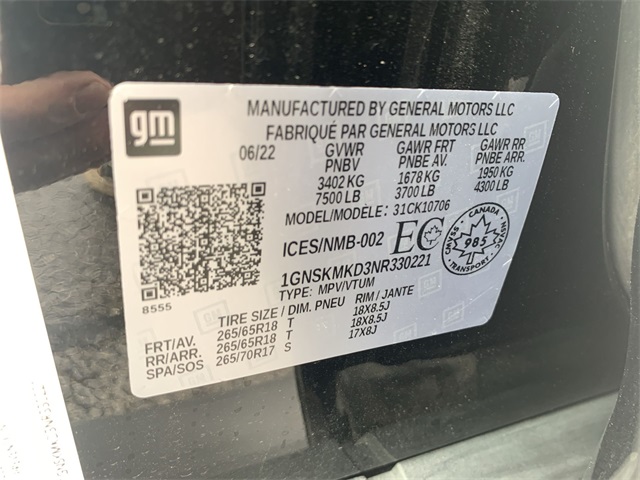 gm
MANUFACTURED BY GENERAL MOTORS LLC
FABRIQUÉ PAR GENERAL MOTORS LLC
06/22 GVWR GAWR FRT GAWR RR
PNBV PNBE AV. PNBE ARR.
3402 KG 1678 KG 1950 KG
7500 LB 3700 LB 4300 LB
MODEL/MODÈLE: 31CK10706
ICES/NMB-002 EC
CANADA
CMVSS NSVAC
985
TRANSPORT
1GNSKMKD3NR330221
TYPE: MPV/VTUM
8555
TIRE SIZE / DIM. PNEU RIM / JANTE
FRT/AV. 265/65R18 T 18X8.5J
RR/ARR. 265/65R18 T 18X8.5J
SPA/SOS 265/70R17 S 17X8J